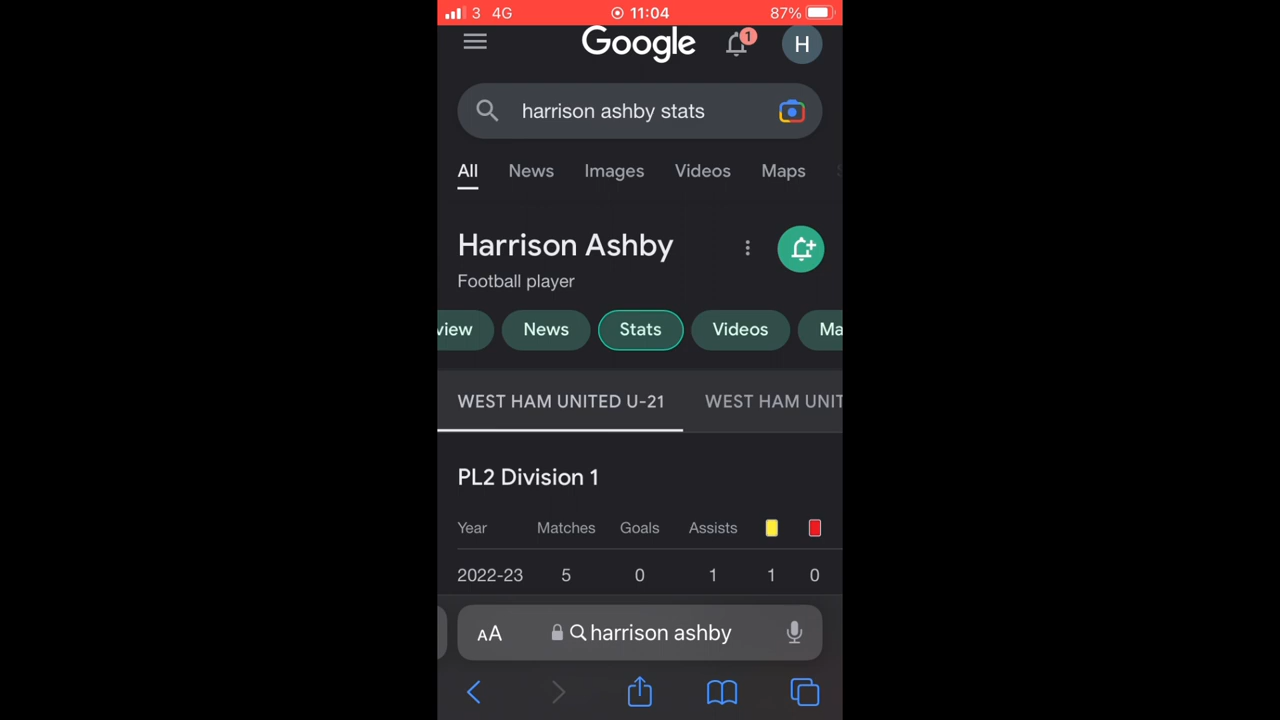 3 4G 11:04 87%
Google 1 H
harrison ashby stats
All News Images Videos Maps
Harrison Ashby
Football player
view News Stats Videos Ma
WEST HAM UNITED U-21 WEST HAM UNIT
PL2 Division 1
Year Matches Goals Assists
2022-23 5 0 1 1 0
AA harrison ashby